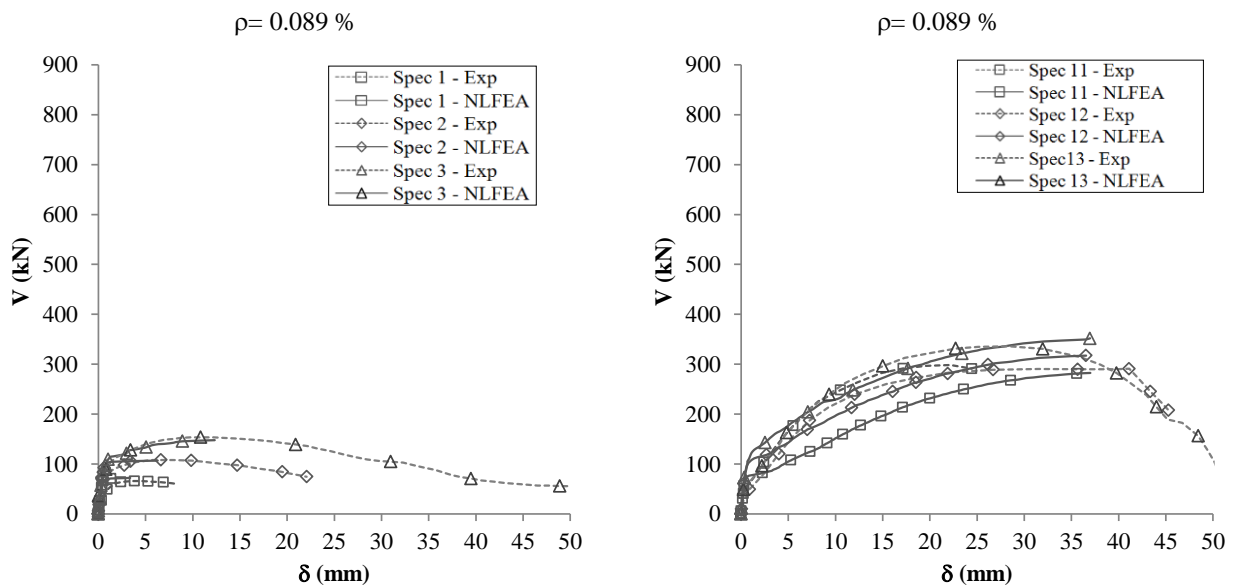 ρ= 0.089 %
900
800
700
600
500
400
300
200
100
0
V (kN)
0 5 10 15 20 25 30 35 40 45 50
δ (mm)
Spec 1 - Exp
Spec 1 - NLFEA
Spec 2 - Exp
Spec 2 - NLFEA
Spec 3 - Exp
Spec 3 - NLFEA
ρ= 0.089 %
900
800
700
600
500
400
300
200
100
0
V (kN)
0 5 10 15 20 25 30 35 40 45 50
δ (mm)
Spec 11 - Exp
Spec 11 - NLFEA
Spec 12 - Exp
Spec 12 - NLFEA
Spec13 - Exp
Spec 13 - NLFEA